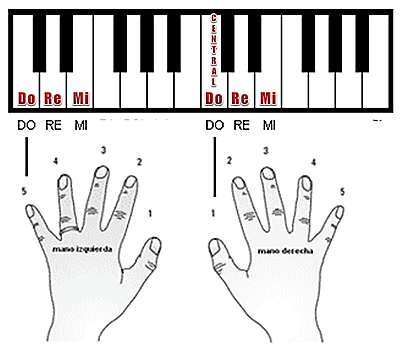 CENTRAL
Do Re Mi Do Re Mi
DO RE MI DO RE MI
5 4 3 2 1 1 2 3 4 5
mano izquierda mano derecha